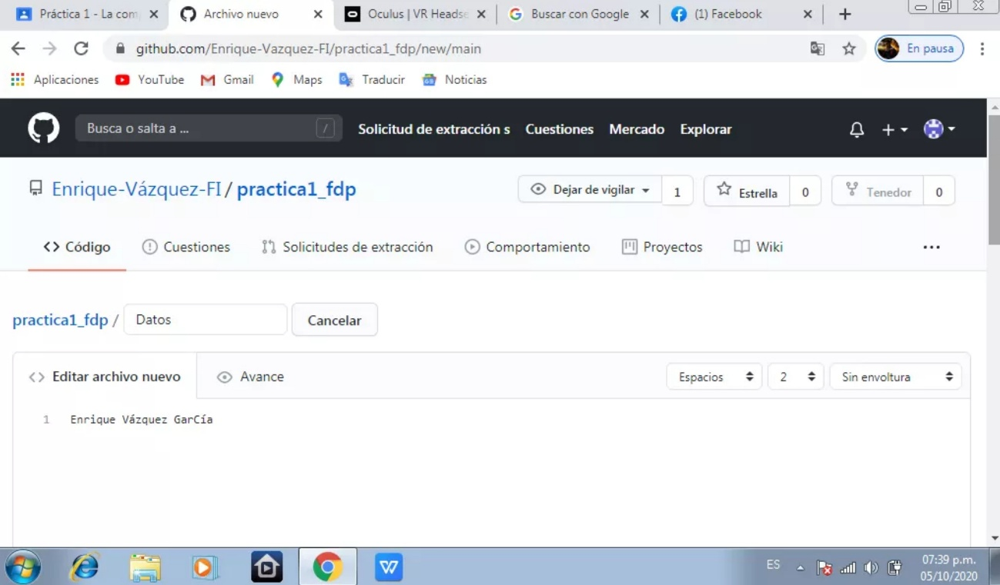 Práctica 1 - La com
Archivo nuevo
Oculus | VR Headse
Buscar con Google
(1) Facebook
github.com/Enrique-Vazquez-FI/practica1_fdp/new/main
En pausa
Aplicaciones YouTube Gmail Maps Traducir Noticias
Busca o salta a ... / Solicitud de extracción s Cuestiones Mercado Explorar
Enrique-Vázquez-FI / practica1_fdp Dejar de vigilar 1 Estrella 0 Tenedor 0
Código Cuestiones Solicitudes de extracción Comportamiento Proyectos Wiki ...
practica1_fdp / Datos Cancelar
<> Editar archivo nuevo Avance Espacios 2 Sin envoltura
1 Enrique Vázquez GarCía
ES 07:39 p.m.
05/10/2020